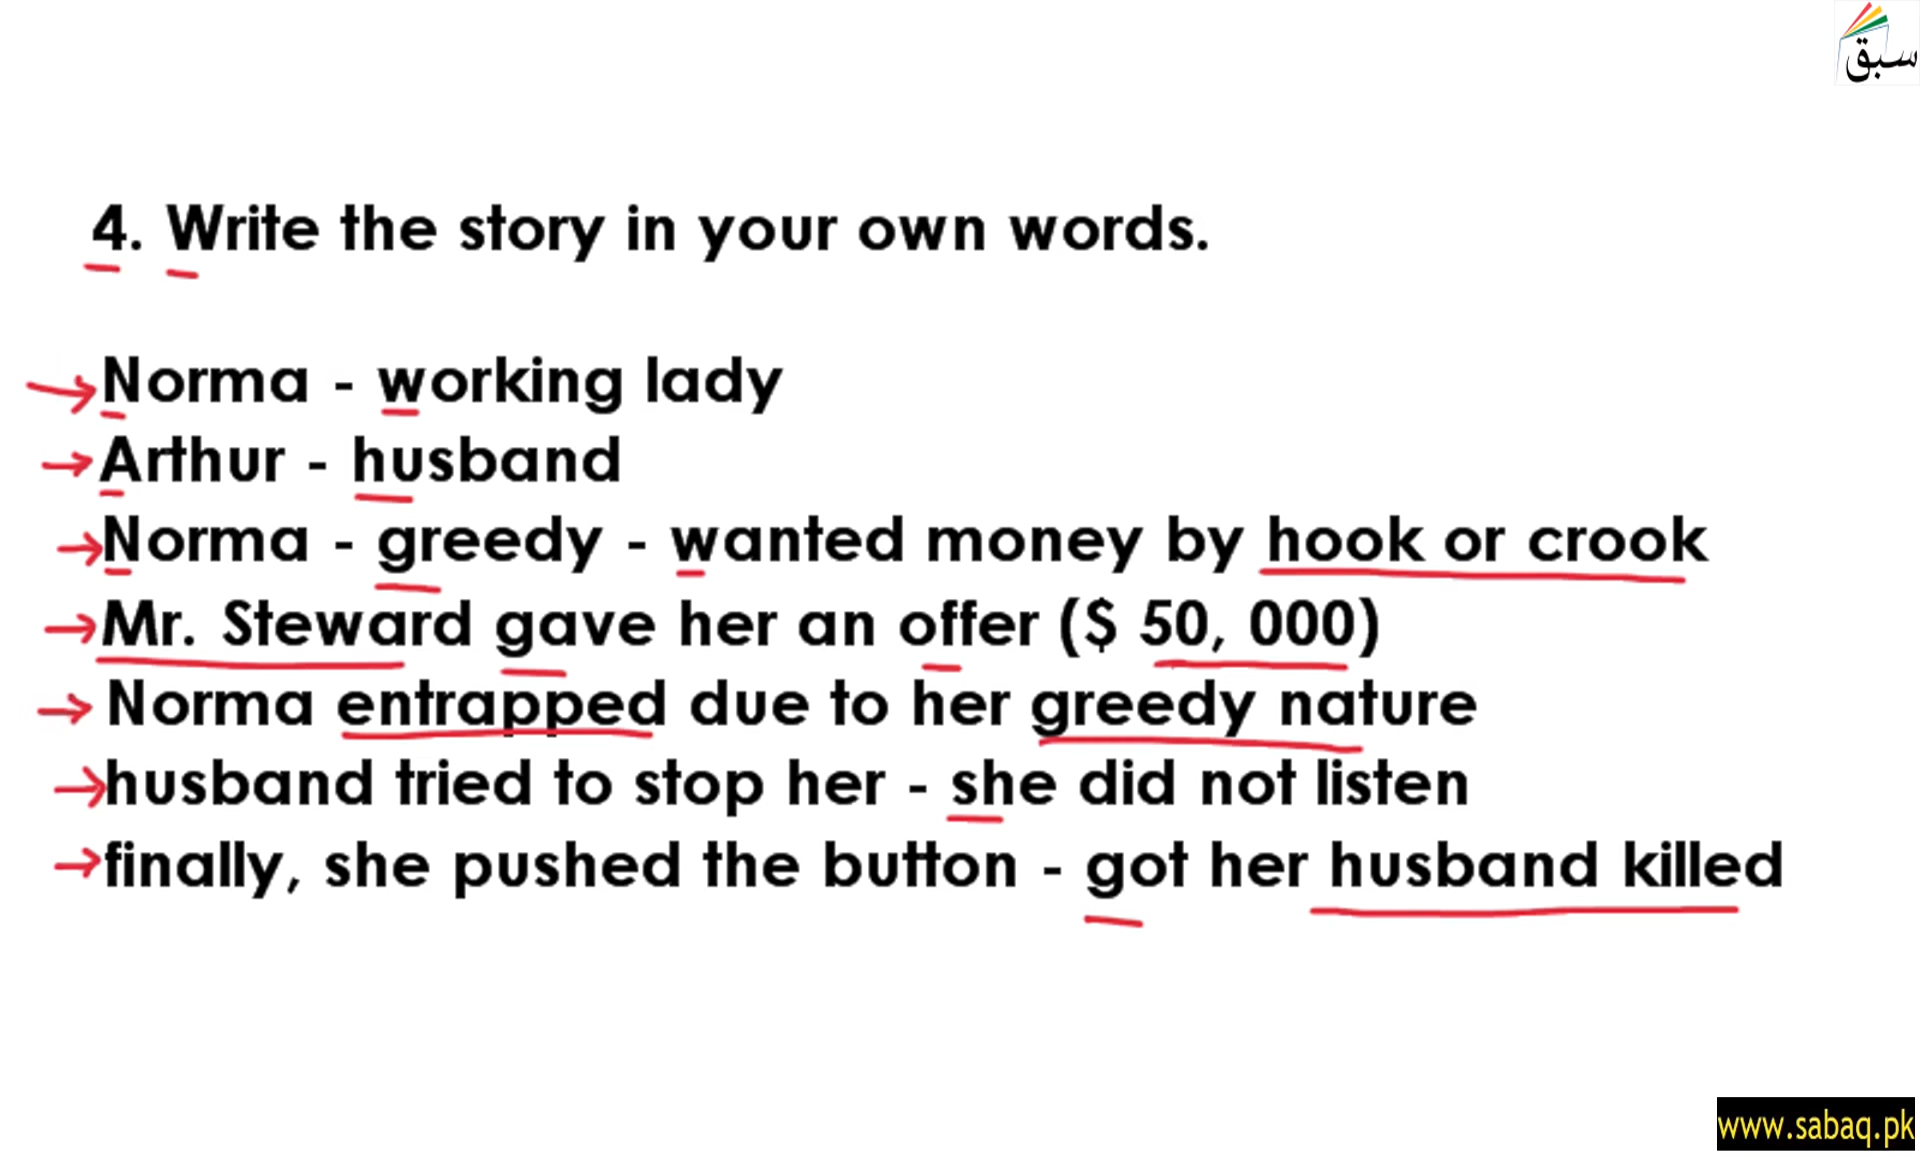 سبق
4. Write the story in your own words.
Norma - working lady
Arthur - husband
Norma - greedy - wanted money by hook or crook
Mr. Steward gave her an offer ($ 50, 000)
Norma entrapped due to her greedy nature
husband tried to stop her - she did not listen
finally, she pushed the button - got her husband killed
www.sabaq.pk